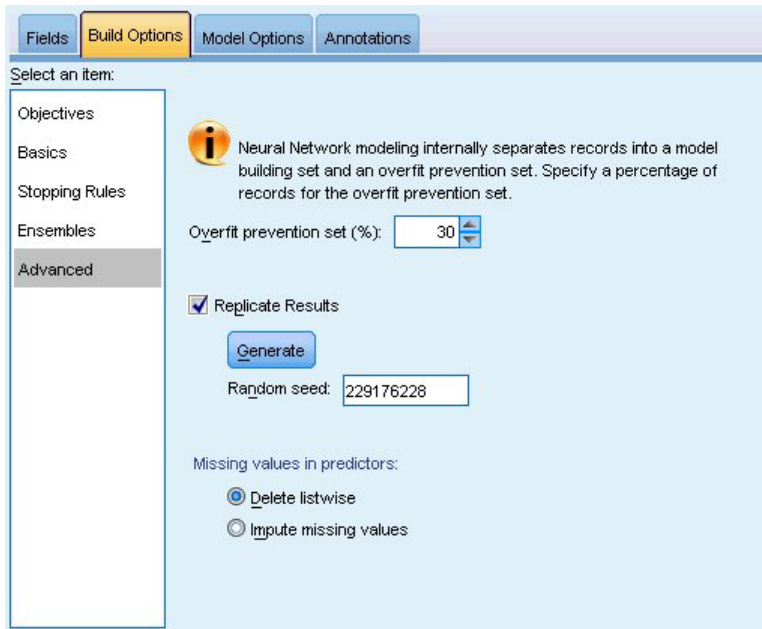 Fields Build Options Model Options Annotations
Select an item:
Objectives
Basics
Stopping Rules
Ensembles
Advanced
Neural Network modeling internally separates records into a model
building set and an overfit prevention set. Specify a percentage of
records for the overfit prevention set.
Overfit prevention set (%): 30
Replicate Results
Generate
Random seed: 229176228
Missing values in predictors:
Delete listwise
Impute missing values